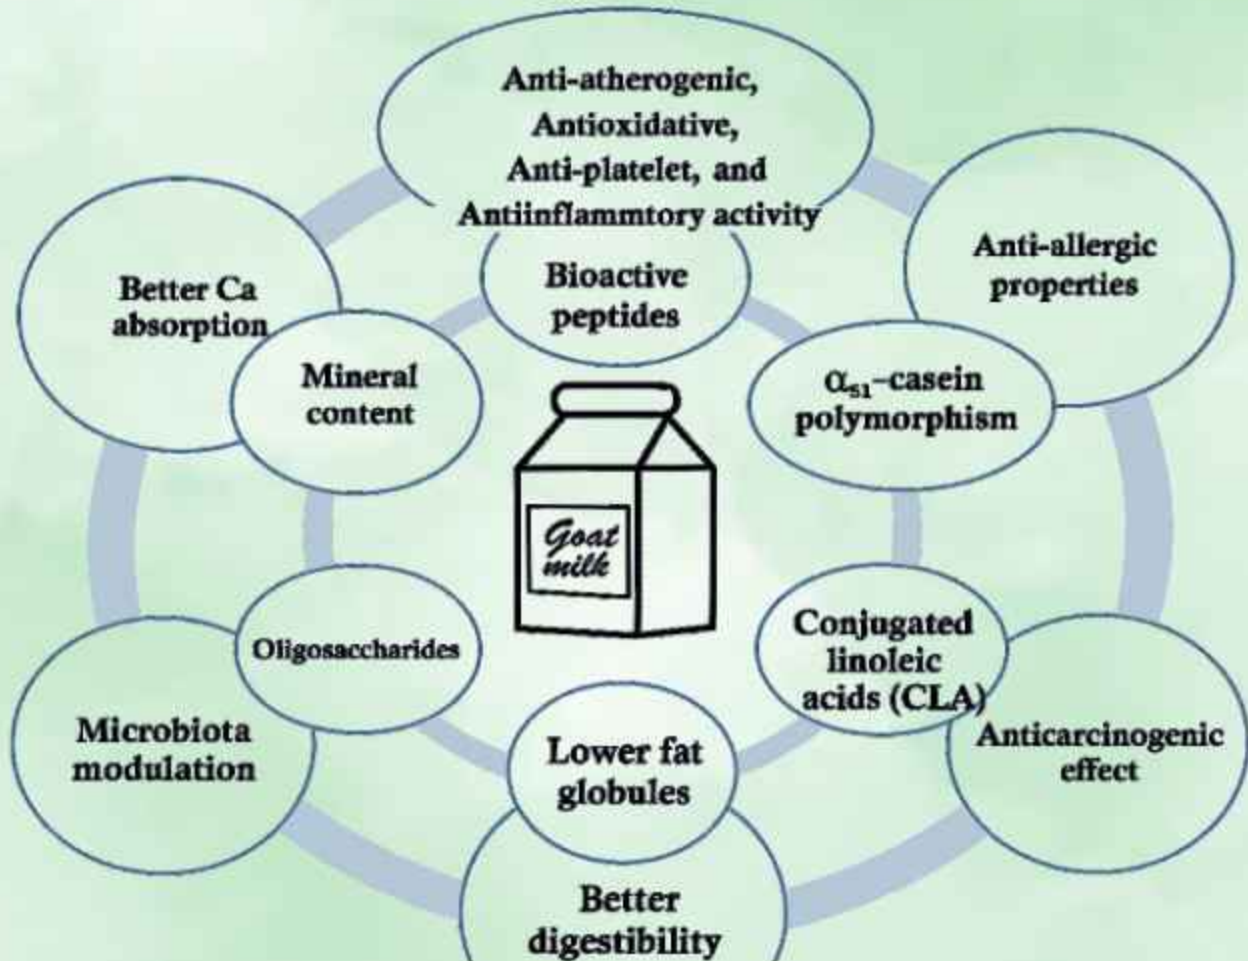 Anti-atherogenic,
Antioxidative,
Anti-platelet, and
Antiinflammtory activity
Bioactive
peptides
Anti-allergic
properties
α₅₁-casein
polymorphism
Conjugated
linoleic
acids (CLA)
Anticarcinogenic
effect
Lower fat
globules
Better
digestibility
Oligosaccharides
Microbiota
modulation
Mineral
content
Better Ca
absorption
Goat
milk